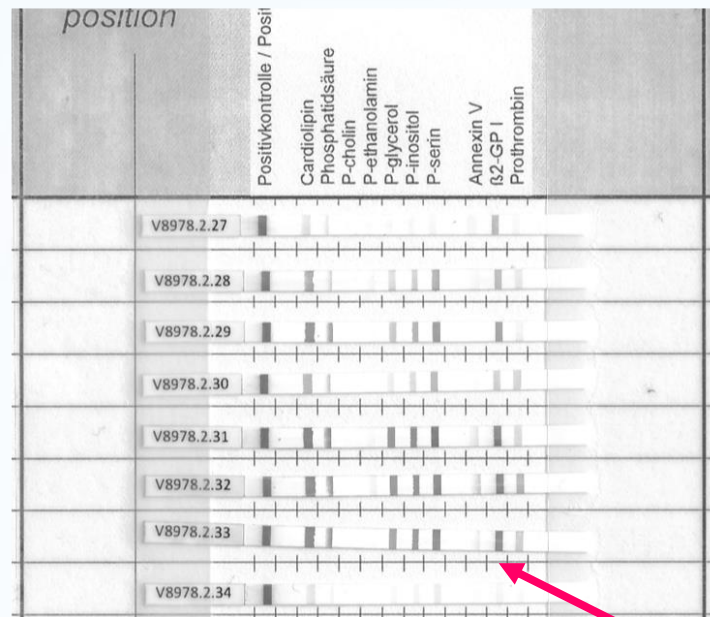 position
Positivkontrolle / Posi
Cardiolipin
Phosphatidsäure
P-cholin
P-ethanolamin
P-glycerol
P-inositol
P-serin
Annexin V
ß2-GP I
Prothrombin
V8978.2.27
V8978.2.28
V8978.2.29
V8978.2.30
V8978.2.31
V8978.2.32
V8978.2.33
V8978.2.34